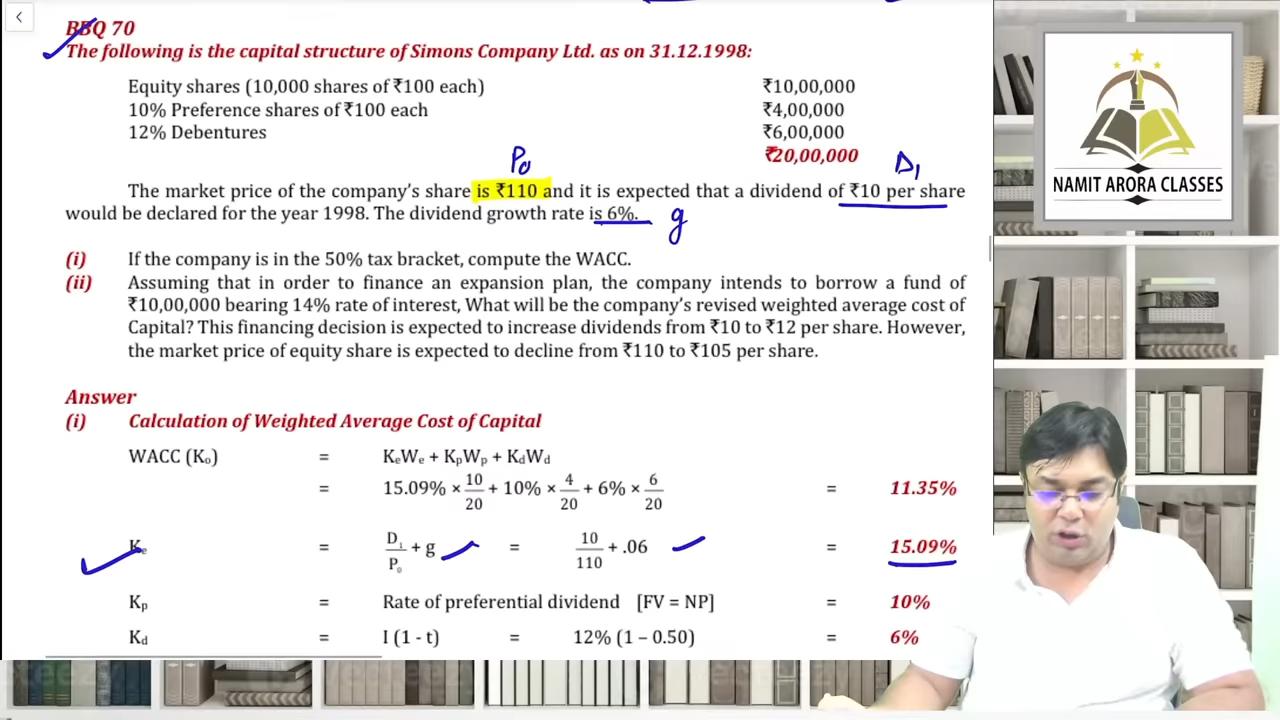 BBQ 70
The following is the capital structure of Simons Company Ltd. as on 31.12.1998:
Equity shares (10,000 shares of ₹100 each) ₹10,00,000
10% Preference shares of ₹100 each ₹4,00,000
12% Debentures ₹6,00,000
₹20,00,000
P₀
D₁
The market price of the company's share is ₹110 and it is expected that a dividend of ₹10 per share
would be declared for the year 1998. The dividend growth rate is 6%.
g
(i) If the company is in the 50% tax bracket, compute the WACC.
(ii) Assuming that in order to finance an expansion plan, the company intends to borrow a fund of
₹10,00,000 bearing 14% rate of interest, What will be the company's revised weighted average cost of
Capital? This financing decision is expected to increase dividends from ₹10 to ₹12 per share. However,
the market price of equity share is expected to decline from ₹110 to ₹105 per share.
Answer
(i) Calculation of Weighted Average Cost of Capital
WACC (Kₒ) = KₑWₑ + KₚWₚ + K_dW_d
= 15.09% × 10/20 + 10% × 4/20 + 6% × 6/20 = 11.35%
Kₑ = D₁/P₀ + g = 10/110 + .06 = 15.09%
Kₚ = Rate of preferential dividend [FV = NP] = 10%
K_d = I (1 - t) = 12% (1 – 0.50) = 6%
NAMIT ARORA CLASSES